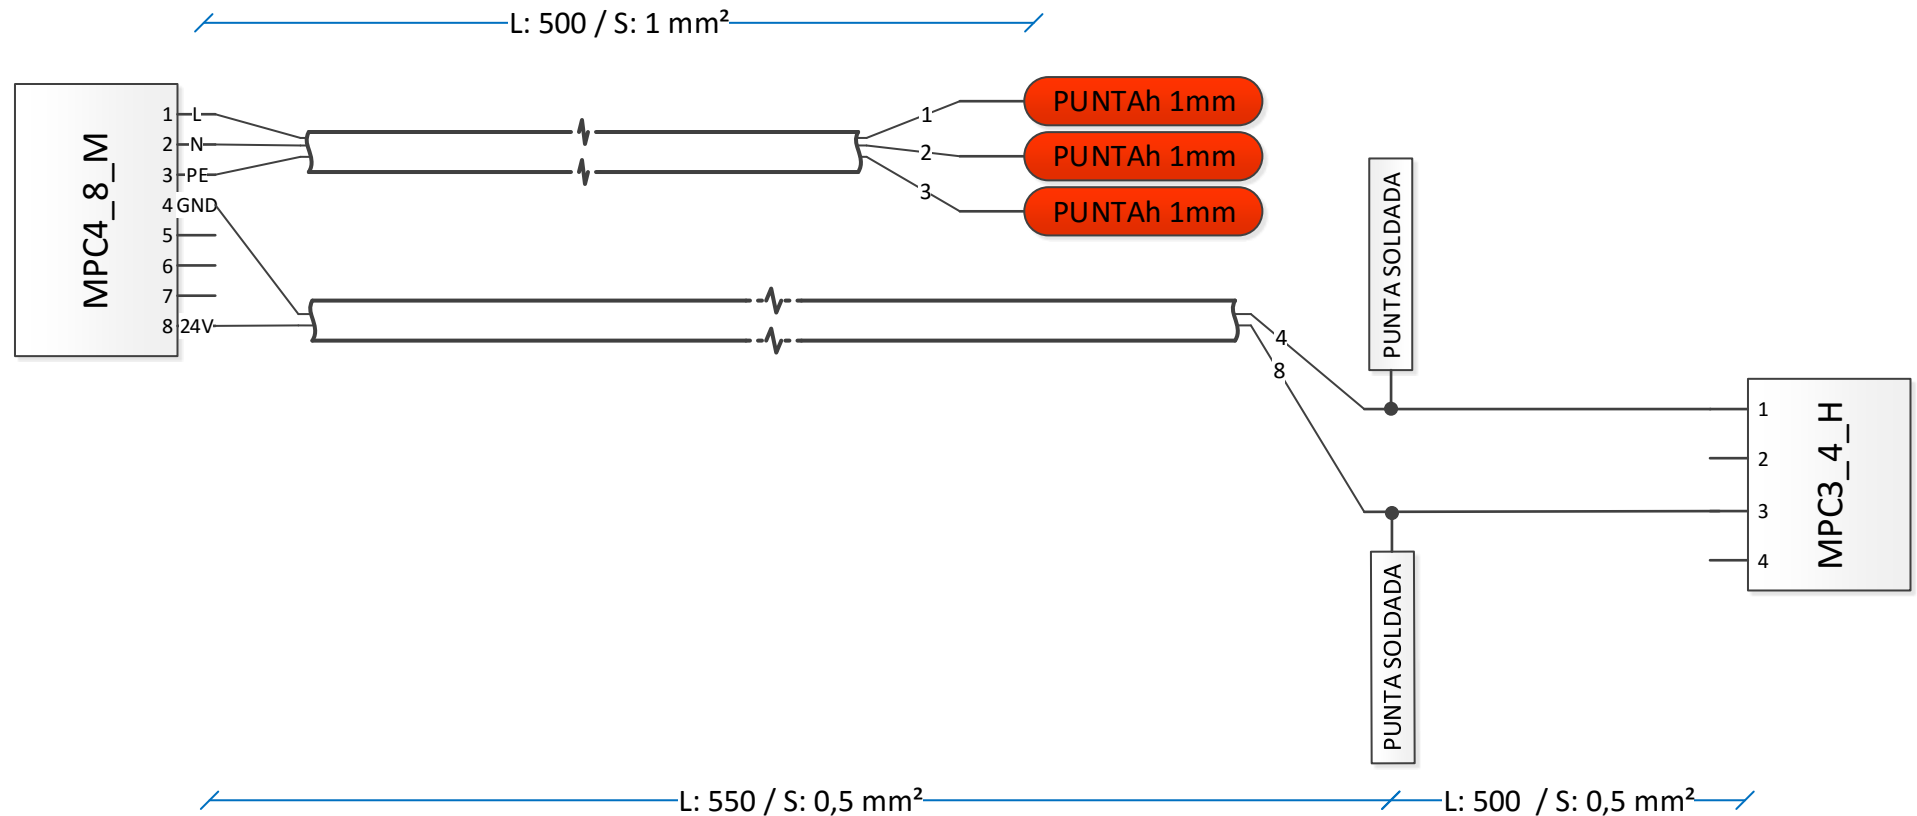 L: 500 / S: 1 mm²
MPC4_8_M
1 L
2 N
3 PE
4 GND
5
6
7
8 24V
1
2
3
PUNTAh 1mm
PUNTAh 1mm
PUNTAh 1mm
4
8
PUNTA SOLDADA
PUNTA SOLDADA
1
2
3
4
MPC3_4_H
L: 550 / S: 0,5 mm²
L: 500 / S: 0,5 mm²